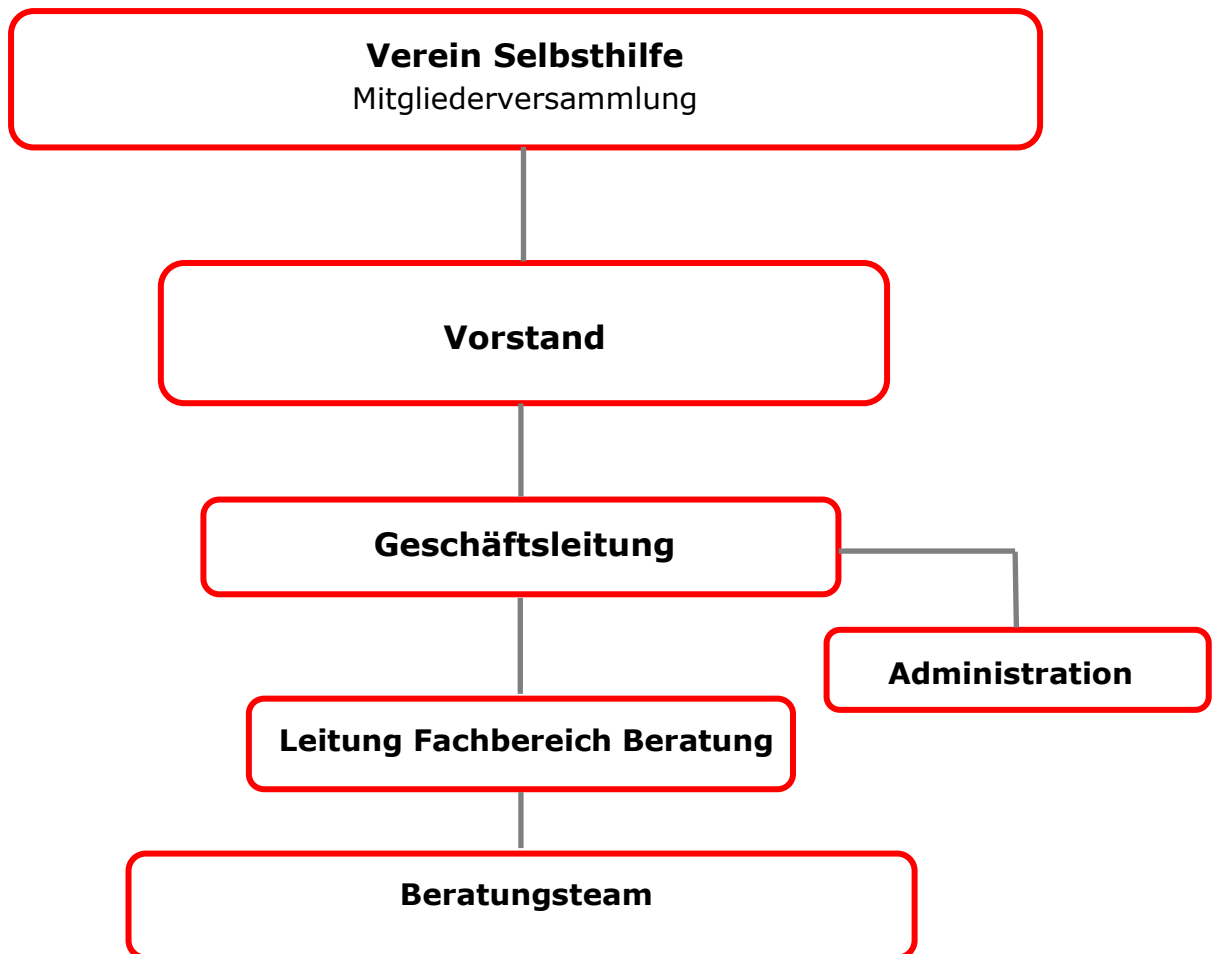 Verein Selbsthilfe
Mitgliederversammlung
Vorstand
Geschäftsleitung
Administration
Leitung Fachbereich Beratung
Beratungsteam